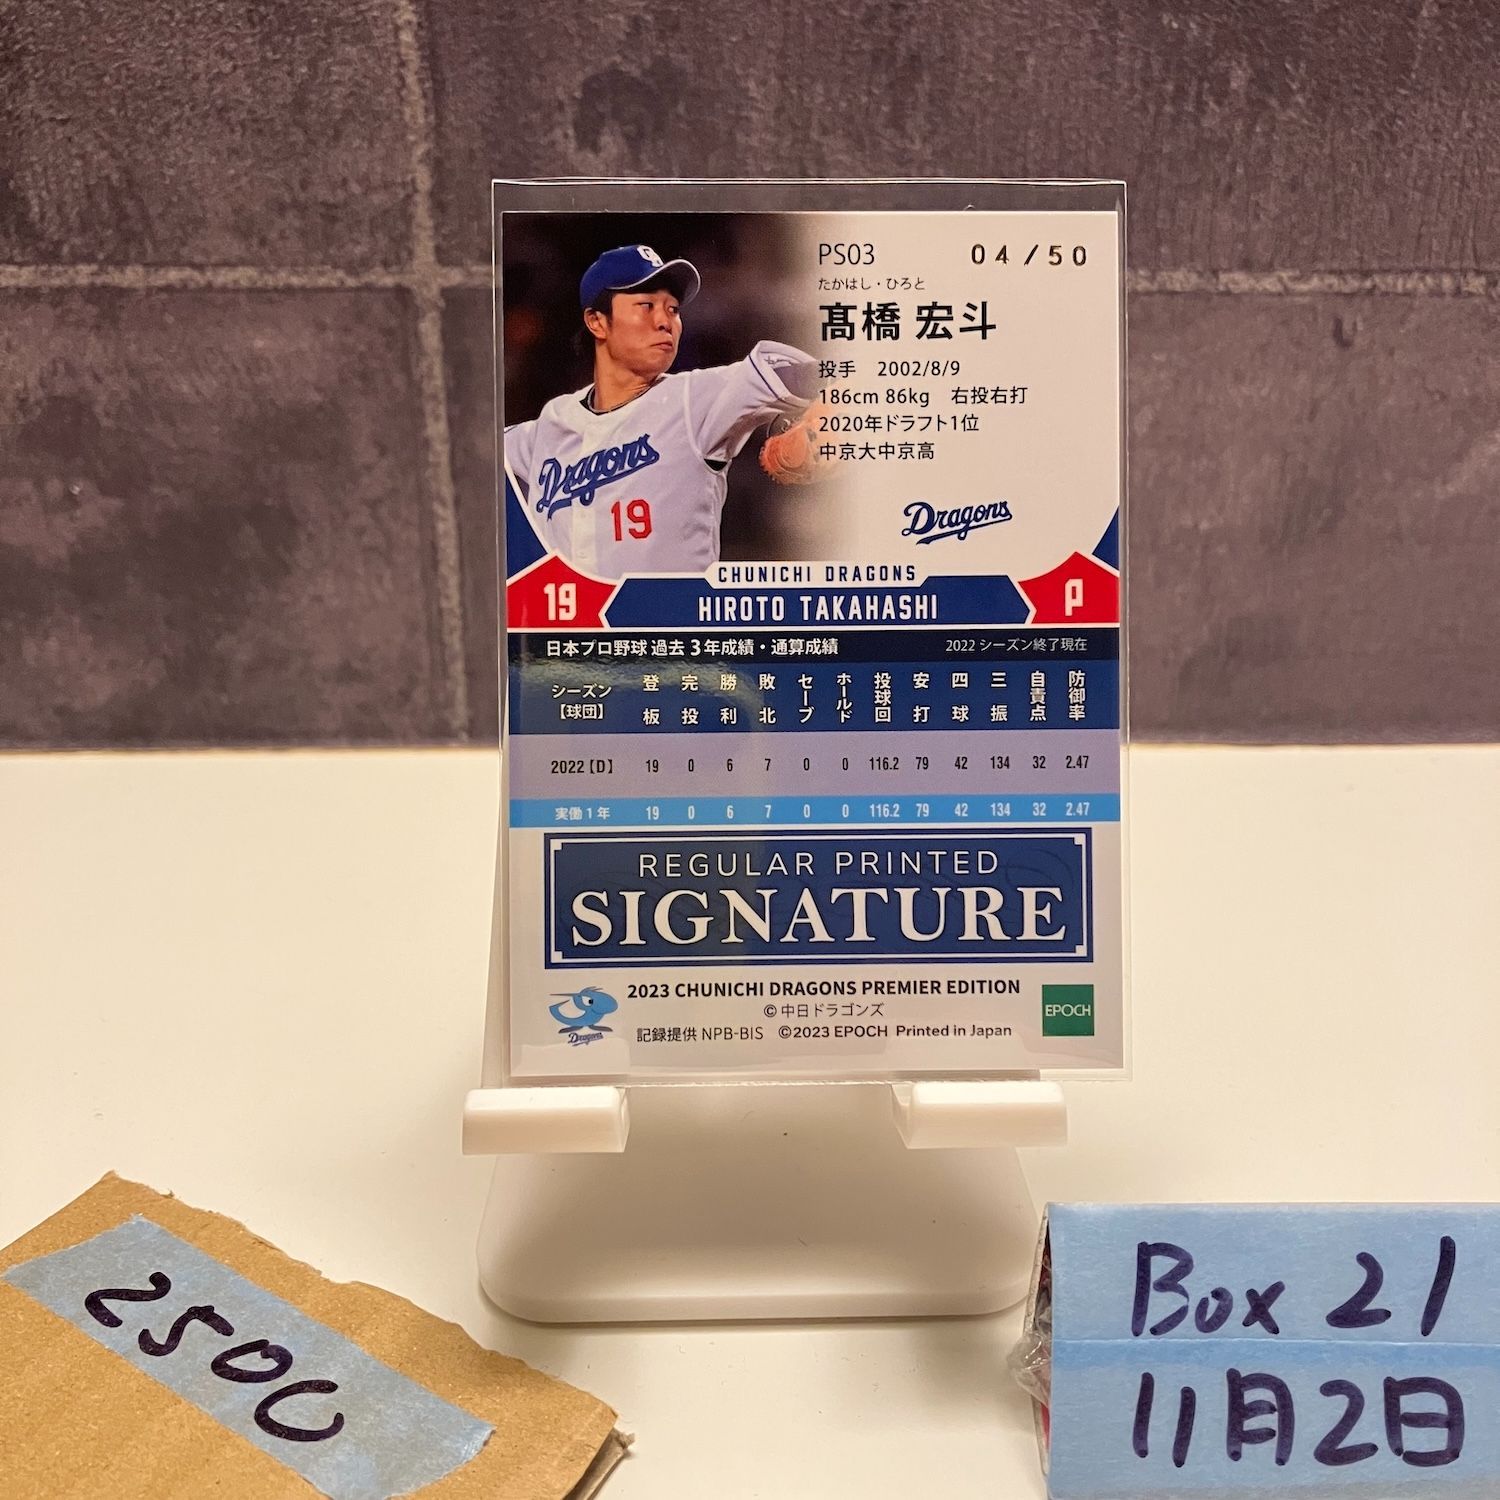 PS03 04/50
たかはし・ひろと
髙橋 宏斗
投手 2002/8/9
186cm 86kg 右投右打
2020年ドラフト1位
中京大中京高
Dragons
19
Dragons
CHUNICHI DRAGONS
19 HIROTO TAKAHASHI P
日本プロ野球 過去 3 年成績・通算成績 2022 シーズン終了現在
シーズン【球団】 登板 完投 勝利 敗北 セーブ ホールド 投球回 安打 四球 三振 自責点 防御率
2022【D】 19 0 6 7 0 0 116.2 79 42 134 32 2.47
実働 1 年 19 0 6 7 0 0 116.2 79 42 134 32 2.47
REGULAR PRINTED
SIGNATURE
2023 CHUNICHI DRAGONS PREMIER EDITION
©中日ドラゴンズ
記録提供 NPB-BIS ©2023 EPOCH Printed in Japan
Dragons
EPOCH
2500
Box 21
11月2日